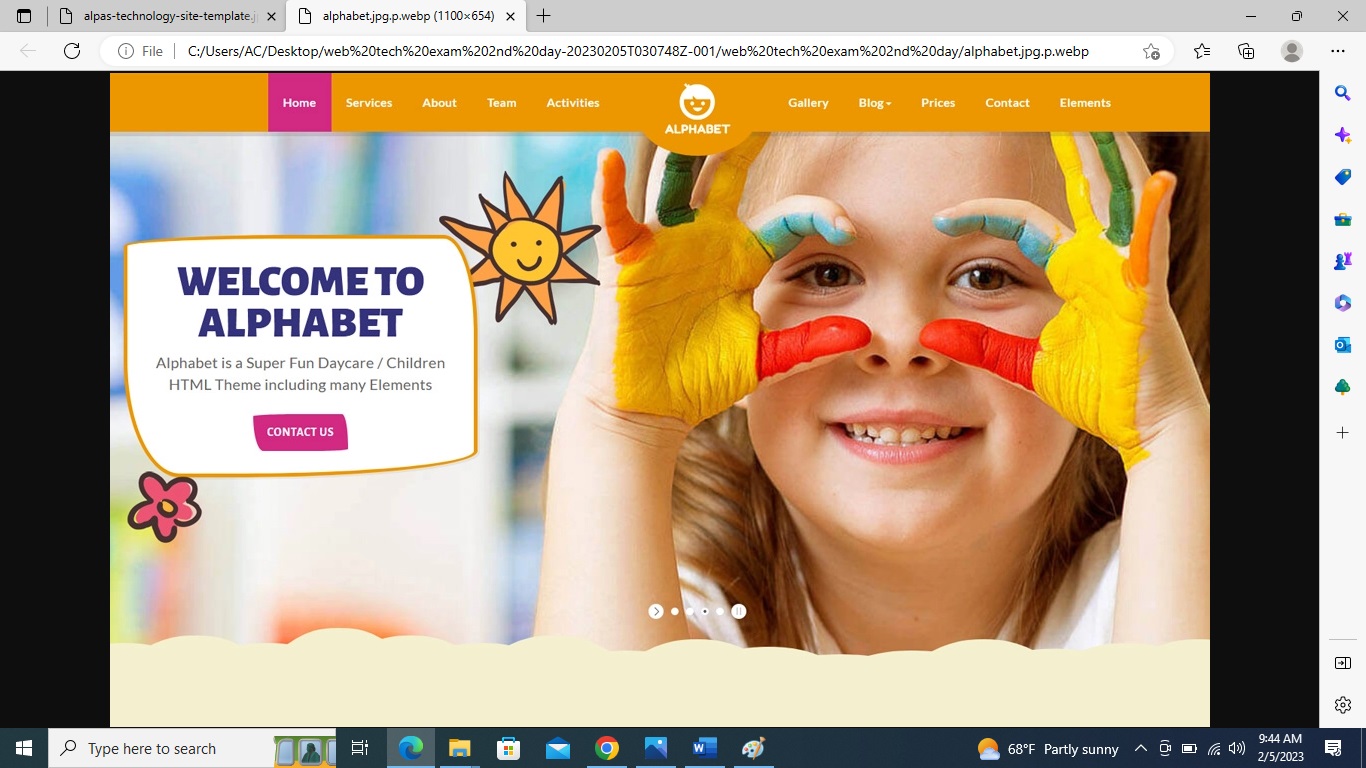 alpas-technology-site-template.j
alphabet.jpg.p.webp (1100×654)
File
C:/Users/AC/Desktop/web%20tech%20exam%202nd%20day-20230205T030748Z-001/web%20tech%20exam%202nd%20day/alphabet.jpg.p.webp
Home Services About Team Activities
ALPHABET
Gallery Blog Prices Contact Elements
WELCOME TO
ALPHABET
Alphabet is a Super Fun Daycare / Children
HTML Theme including many Elements
CONTACT US
Type here to search
68°F Partly sunny
9:44 AM
2/5/2023